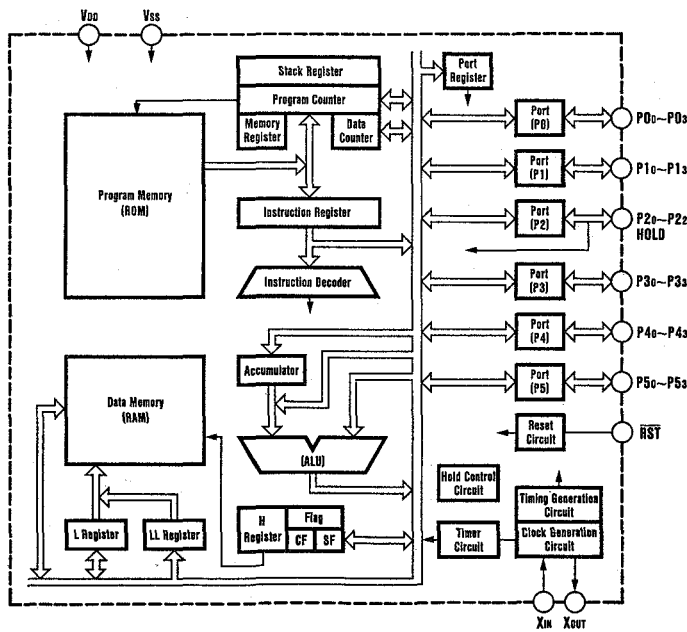 VDD
VSS
Stack Register
Program Counter
Memory
Register
Data
Counter
Port
Register
Program Memory
(ROM)
Instruction Register
Instruction Decoder
Port
(P0)
P00~P03
Port
(P1)
P10~P13
Port
(P2)
P20~P22
HOLD
Port
(P3)
P30~P33
Port
(P4)
P40~P43
Port
(P5)
P50~P53
Accumulator
Data Memory
(RAM)
(ALU)
Reset
Circuit
RST
Hold Control
Circuit
Timing Generation
Circuit
Clock Generation
Circuit
Timer
Circuit
L Register
LL Register
H
Register
Flag
CF
SF
XIN
XOUT